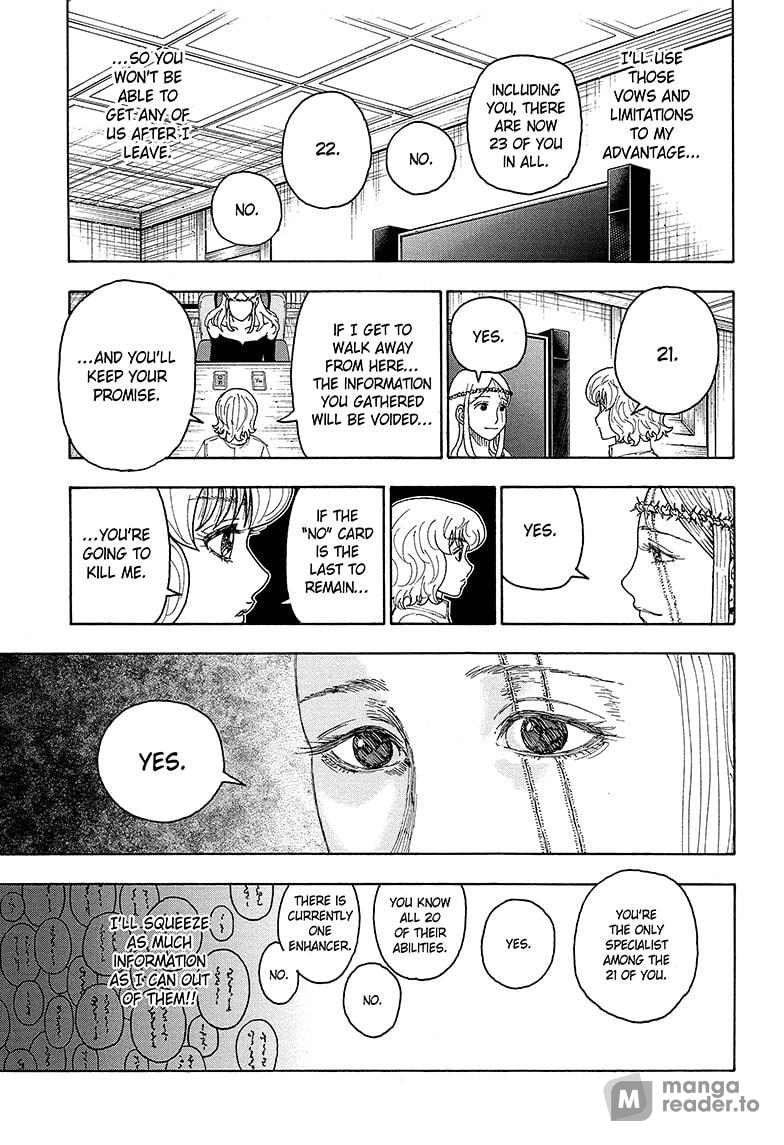 I'LL USE
THOSE
VOWS AND
LIMITATIONS
TO MY
ADVANTAGE...
INCLUDING
YOU, THERE
ARE NOW
23 OF YOU
IN ALL.
NO.
22.
NO.
...SO YOU
WON'T BE
ABLE TO
GET ANY OF
US AFTER I
LEAVE.
21.
YES.
IF I GET TO
WALK AWAY
FROM HERE...
THE INFORMATION
YOU GATHERED
WILL BE VOIDED...
...AND YOU'LL
KEEP YOUR
PROMISE.
YES.
IF THE
"NO" CARD
IS THE
LAST TO
REMAIN...
...YOU'RE
GOING TO
KILL ME.
YES.
YOU'RE
THE ONLY
SPECIALIST
AMONG THE
21 OF YOU.
YES.
YOU KNOW
ALL 20
OF THEIR
ABILITIES.
NO.
THERE IS
CURRENTLY
ONE
ENHANCER.
NO.
I'LL SQUEEZE
AS MUCH
INFORMATION
AS I CAN OUT
OF THEM!!
M manga
reader.to